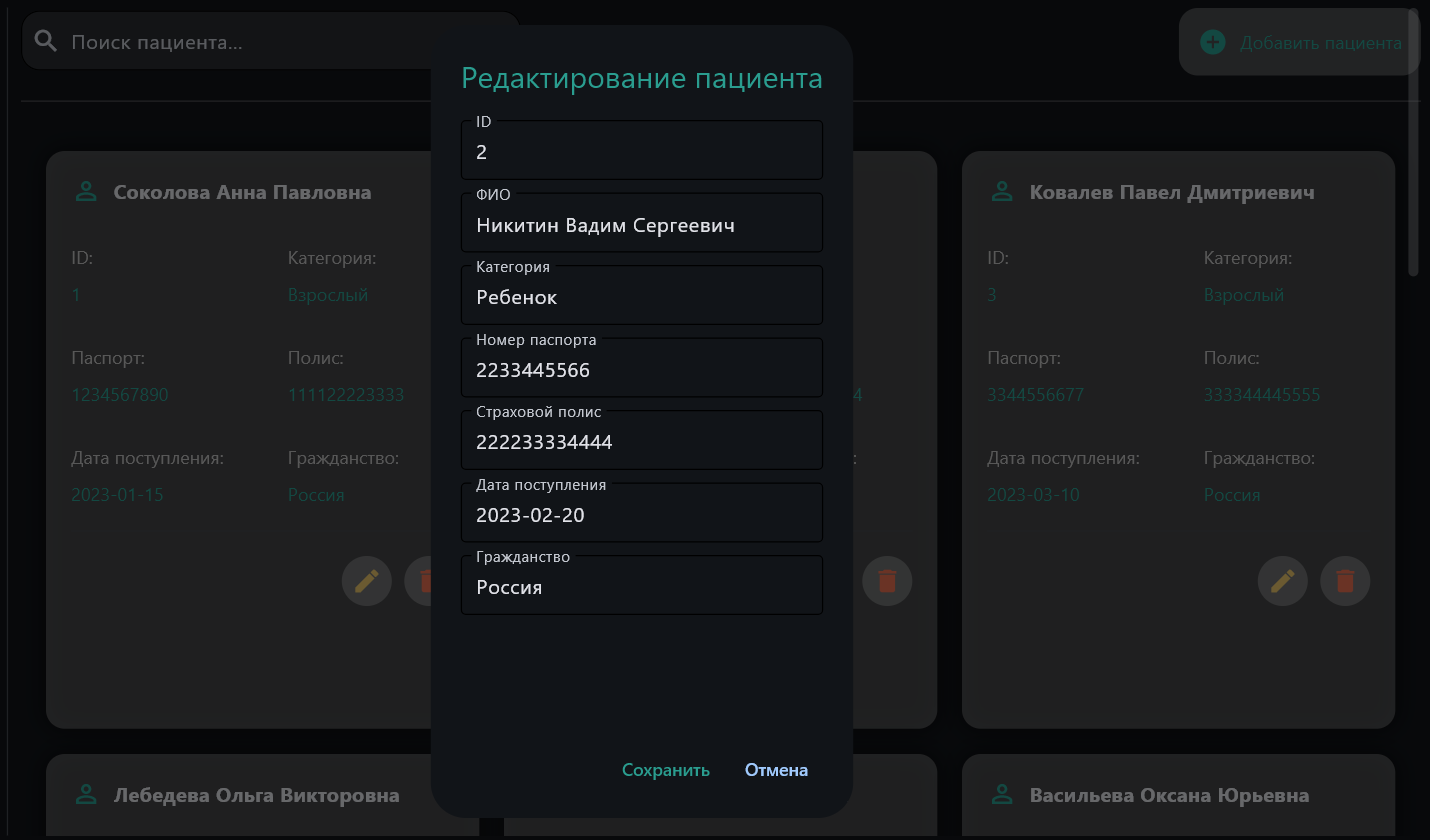 Поиск пациента...
Добавить пациента
Редактирование пациента
ID
2
ФИО
Никитин Вадим Сергеевич
Категория
Ребенок
Номер паспорта
2233445566
Страховой полис
222233334444
Дата поступления
2023-02-20
Гражданство
Россия
Сохранить Отмена
Соколова Анна Павловна
ID: Категория:
1 Взрослый
Паспорт: Полис:
1234567890 111122223333
Дата поступления: Гражданство:
2023-01-15 Россия
4
:
Ковалев Павел Дмитриевич
ID: Категория:
3 Взрослый
Паспорт: Полис:
3344556677 333344445555
Дата поступления: Гражданство:
2023-03-10 Россия
Лебедева Ольга Викторовна
Васильева Оксана Юрьевна